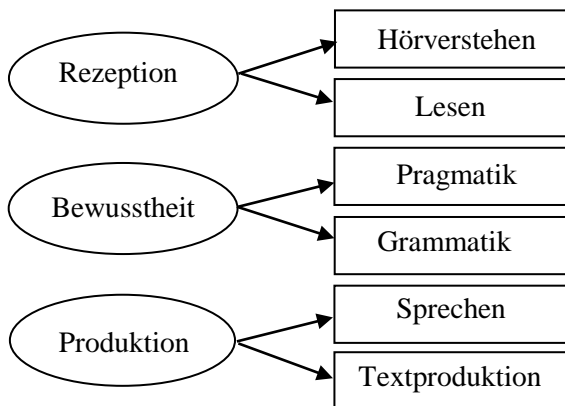 Rezeption
Hörverstehen
Lesen
Bewusstheit
Pragmatik
Grammatik
Produktion
Sprechen
Textproduktion